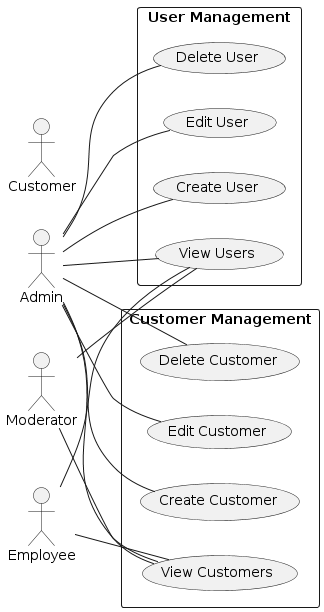 User Management
Delete User
Edit User
Customer
Create User
View Users
Admin
Customer Management
Delete Customer
Moderator
Edit Customer
Create Customer
Employee
View Customers